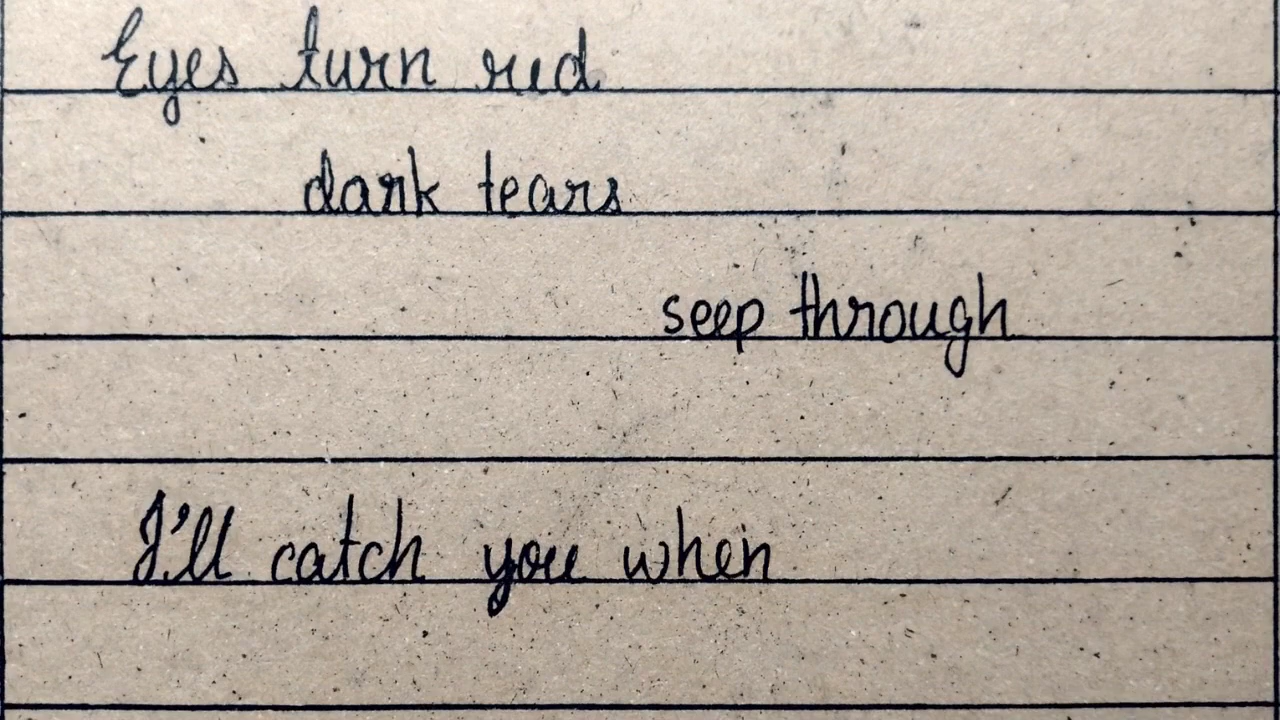 Eyes turn red
dark tears
seep through
I'll catch you when